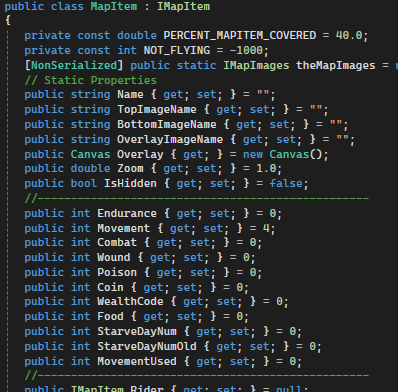 public class MapItem : IMapItem
{
private const double PERCENT_MAPITEM_COVERED = 40.0;
private const int NOT_FLYING = -1000;
[NonSerialized] public static IMapImages theMapImages =
// Static Properties
public string Name { get; set; } = "";
public string TopImageName { get; set; } = "";
public string BottomImageName { get; set; } = "";
public string OverlayImageName { get; set; } = "";
public Canvas Overlay { get; } = new Canvas();
public double Zoom { get; set; } = 1.0;
public bool IsHidden { get; set; } = false;
//--------------------------------------------------
public int Endurance { get; set; } = 0;
public int Movement { get; set; } = 4;
public int Combat { get; set; } = 0;
public int Wound { get; set; } = 0;
public int Poison { get; set; } = 0;
public int Coin { get; set; } = 0;
public int WealthCode { get; set; } = 0;
public int Food { get; set; } = 0;
public int StarveDayNum { get; set; } = 0;
public int StarveDayNumOld { get; set; } = 0;
public int MovementUsed { get; set; } = 0;
//--------------------------------------------------
public IMapItem Rider { get; set; } = null;